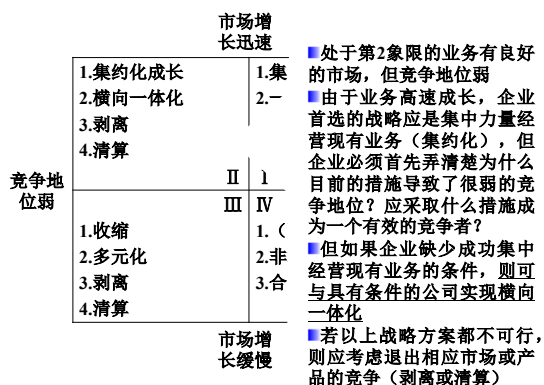 市场增
长迅速
1.集约化成长
2.横向一体化
3.剥离
4.清算
1.集
2.一
竞争地
位弱
II I
III IV
1.收缩
2.多元化
3.剥离
4.清算
1.（
2.非
3.合
市场增
长缓慢
处于第2象限的业务有良好
的市场，但竞争地位弱
由于业务高速成长，企业
首选的战略应是集中力量经
营现有业务（集约化），但
企业必须首先弄清楚为什么
目前的措施导致了很弱的竞
争地位？应采取什么措施成
为一个有效的竞争者？
但如果企业缺少成功集中
经营现有业务的条件，则可
与具有条件的公司实现横向
一体化
若以上战略方案都不可行，
则应考虑退出相应市场或产
品的竞争（剥离或清算）